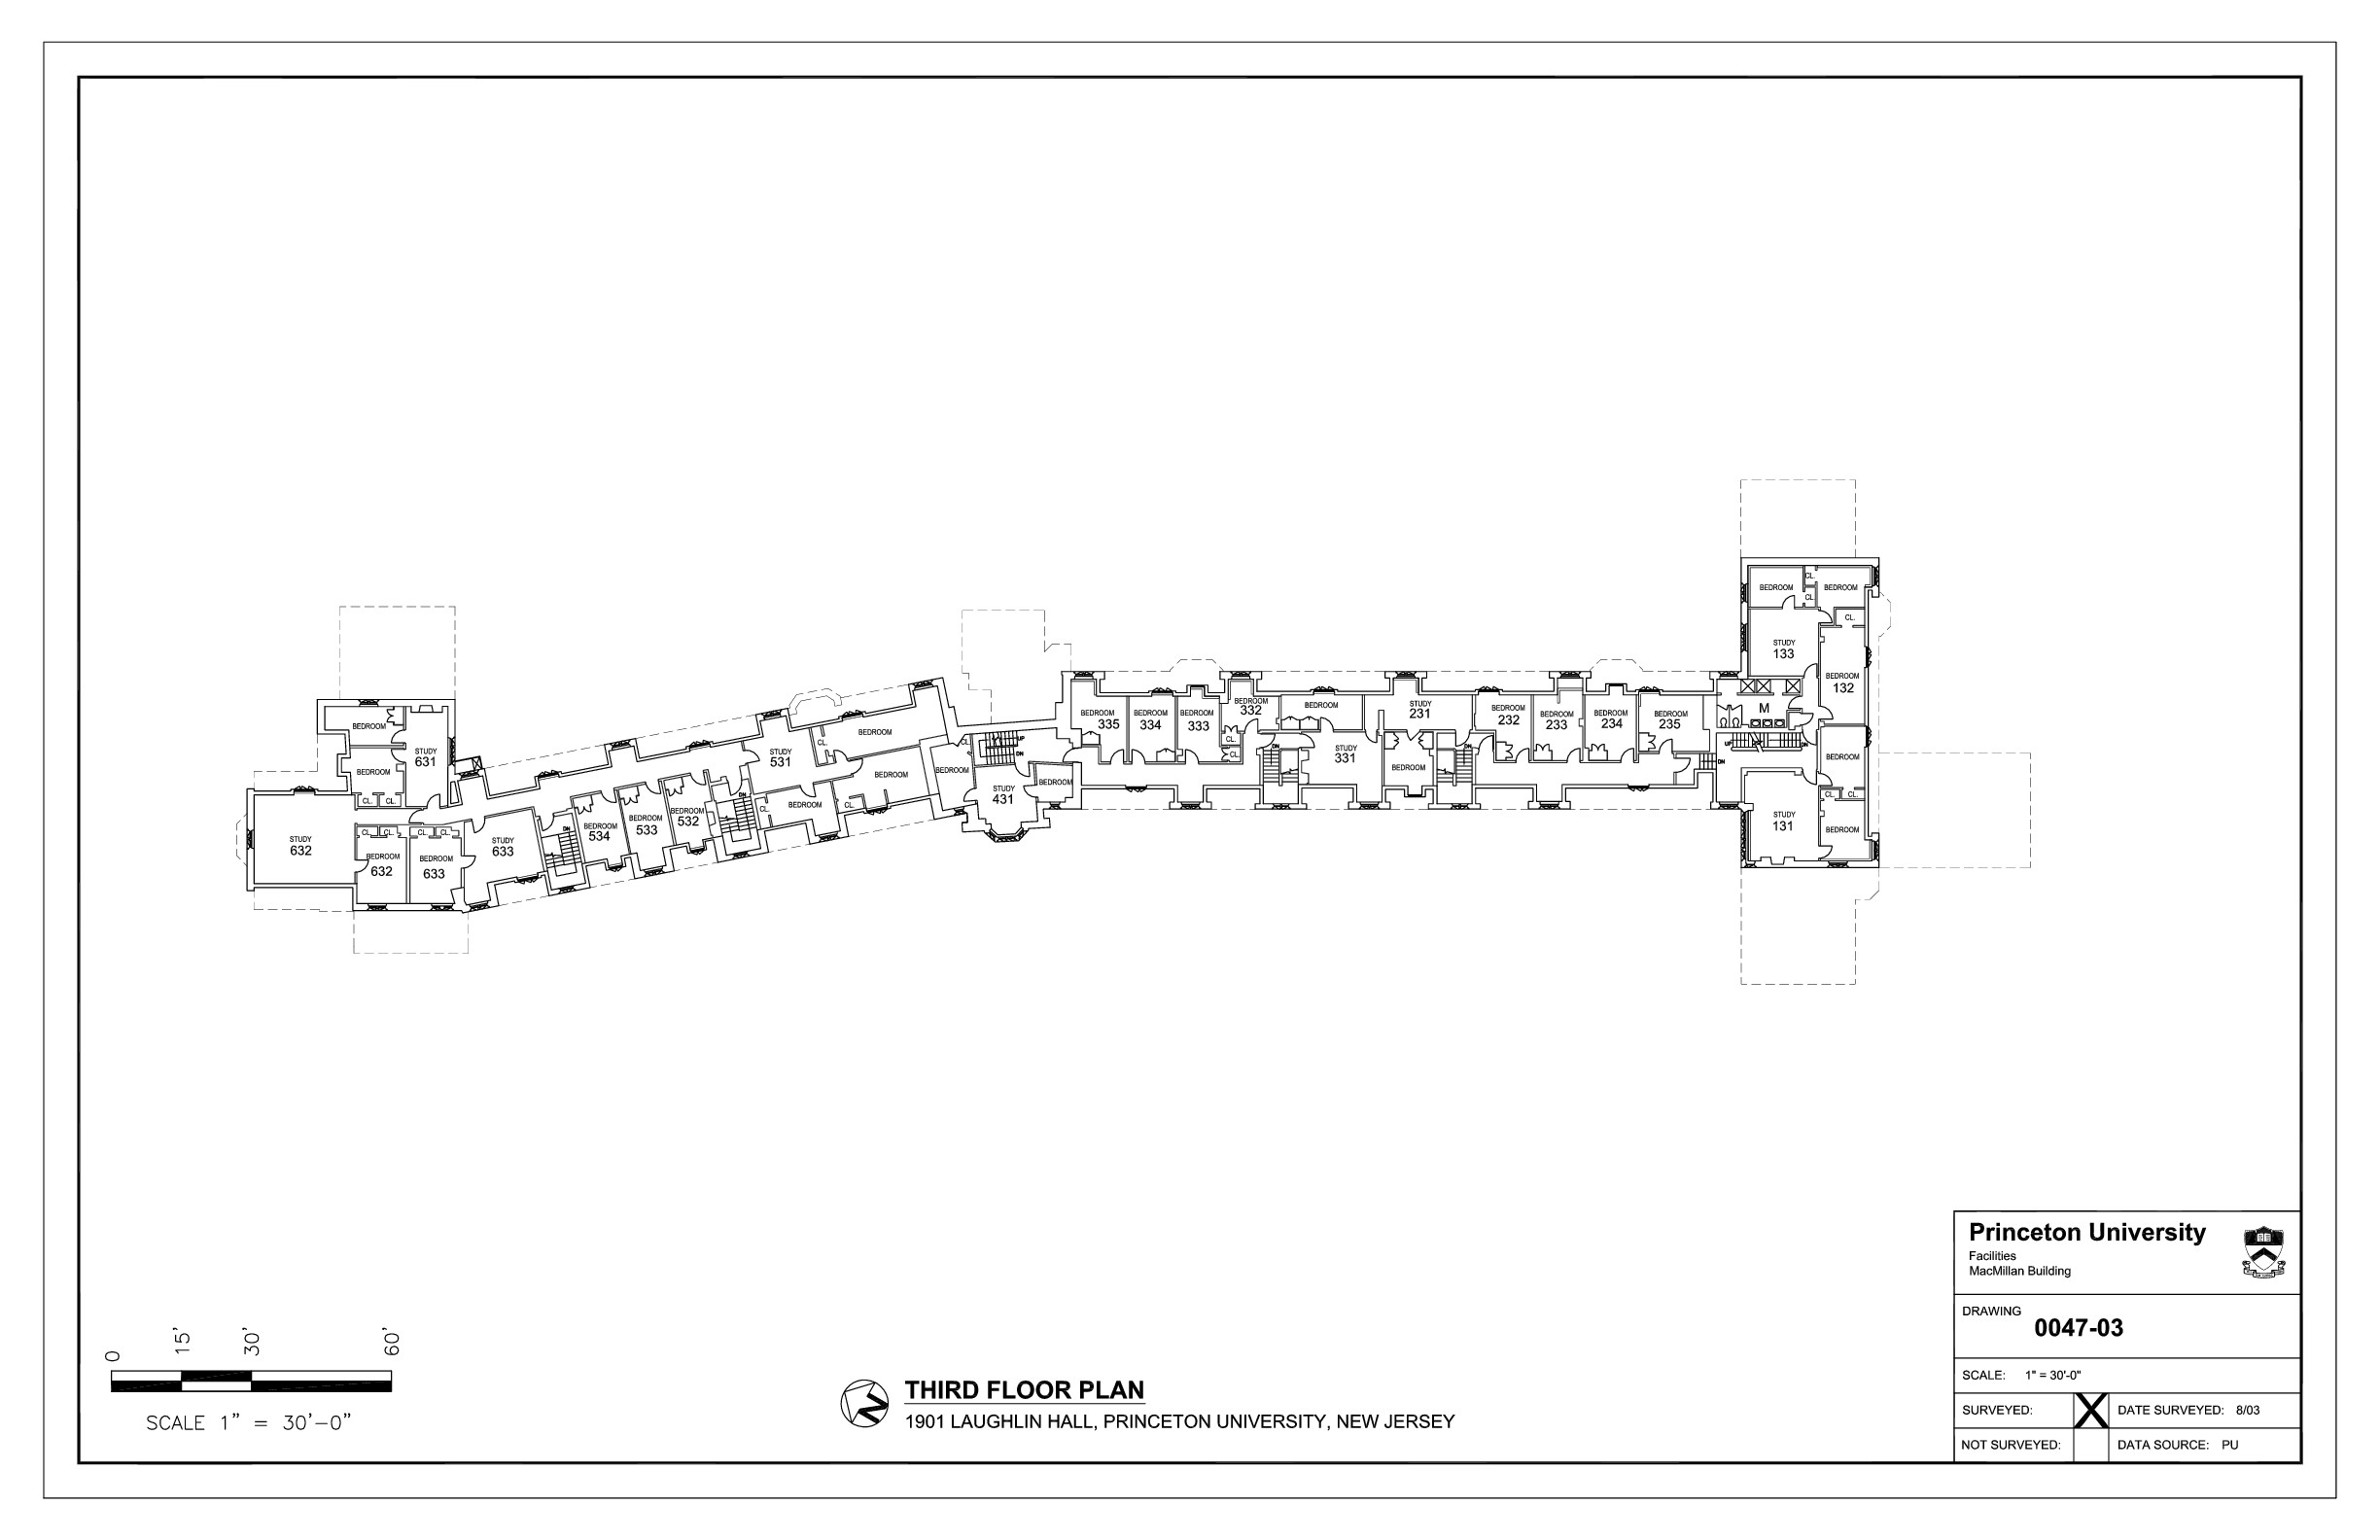 BEDROOM
CL.
BEDROOM
CL.
CL.
STUDY
133
BEDROOM
132
M
UP
DN
DN
BEDROOM
CL.
CL.
STUDY
131
BEDROOM
BEDROOM
335
BEDROOM
334
BEDROOM
333
BEDROOM
332
CL.
CL.
BEDROOM
DN
STUDY
331
STUDY
231
BEDROOM
DN
BEDROOM
232
BEDROOM
233
BEDROOM
234
BEDROOM
235
DN
BEDROOM
STUDY
631
BEDROOM
CL.
CL.
STUDY
632
CL.
CL.
BEDROOM
632
CL.
CL.
BEDROOM
633
STUDY
633
DN
BEDROOM
534
BEDROOM
533
BEDROOM
532
DN
STUDY
531
CL.
BEDROOM
CL.
BEDROOM
CL.
BEDROOM
CL.
BEDROOM
UP
DN
STUDY
431
BEDROOM
0
15'
30'
60'
SCALE 1" = 30'-0"
THIRD FLOOR PLAN
1901 LAUGHLIN HALL, PRINCETON UNIVERSITY, NEW JERSEY
Princeton University
Facilities
MacMillan Building
DRAWING
0047-03
SCALE: 1" = 30'-0"
SURVEYED: X DATE SURVEYED: 8/03
NOT SURVEYED: DATA SOURCE: PU